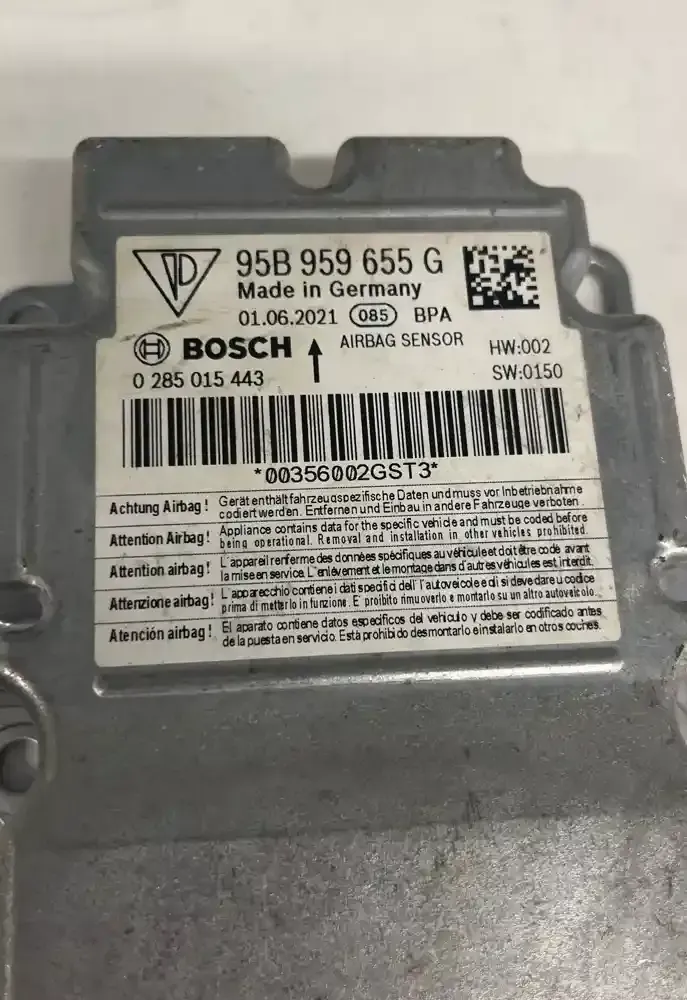 95B 959 655 G
Made in Germany
01.06.2021 085 BPA
BOSCH AIRBAG SENSOR HW:002
0 285 015 443 SW:0150
*00356002GST3*
Achtung Airbag! Gerät enthält fahrzeugspezifische Daten und muss vor Inbetriebnahme
codiert werden. Entfernen und Einbau in andere Fahrzeuge verboten.
Attention Airbag! Appliance contains data for the specific vehicle and must be coded before
being operational. Removal and installation in other vehicles prohibited.
Attention airbag! L'appareil renferme des données spécifiques au véhicule et doit être codé avant
la mise en service. L'enlèvement et le montage dans d'autres véhicules est interdit.
Attenzione airbag! L'apparecchio contiene i dati specifici dell'l'autoveicolo e di si deve dare u codice
prima di metterlo in funzione. E' proibito rimuoverlo e montarlo su un altro autoveicolo.
Atención airbag! El aparato contiene datos específicos del vehículo y debe ser codificado antes
de la puesta en servicio. Está prohibido desmontarlo e instalarlo en otros coches.